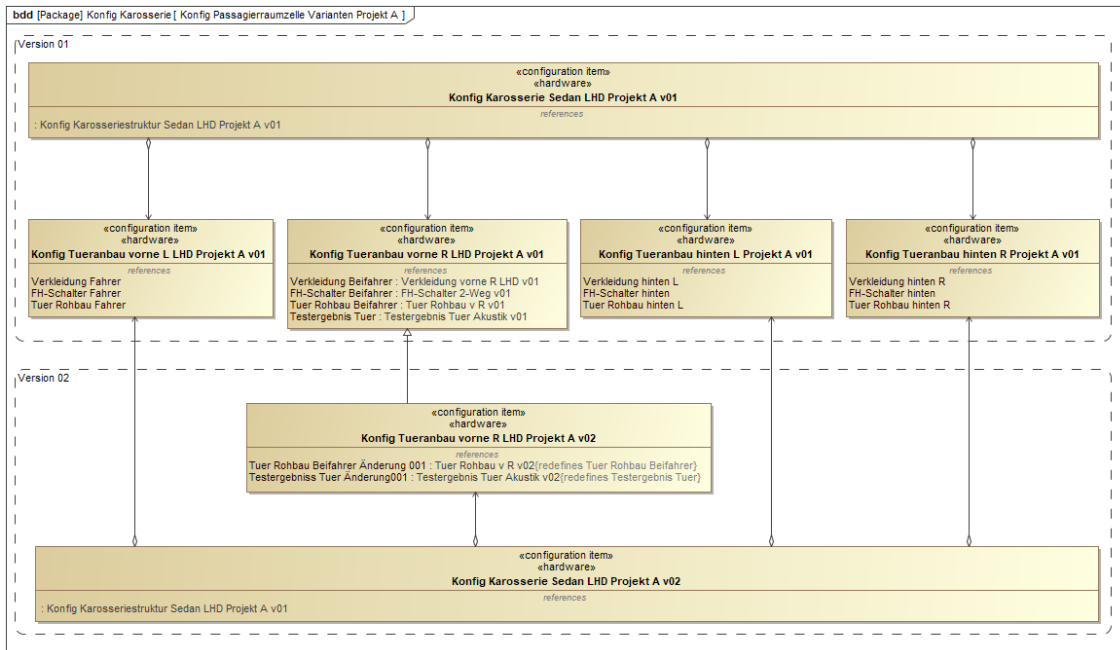 bdd [Package] Konfig Karosserie [ Konfig Passagierraumzelle Varianten Projekt A ]
Version 01
«configuration item»
«hardware»
Konfig Karosserie Sedan LHD Projekt A v01
references
: Konfig Karosseriestruktur Sedan LHD Projekt A v01
«configuration item»
«hardware»
Konfig Tueranbau vorne L LHD Projekt A v01
references
Verkleidung Fahrer
FH-Schalter Fahrer
Tuer Rohbau Fahrer
«configuration item»
«hardware»
Konfig Tueranbau vorne R LHD Projekt A v01
references
Verkleidung Beifahrer : Verkleidung vorne R LHD v01
FH-Schalter Beifahrer : FH-Schalter 2-Weg v01
Tuer Rohbau Beifahrer : Tuer Rohbau v R v01
Testergebnis Tuer : Testergebnis Tuer Akustik v01
«configuration item»
«hardware»
Konfig Tueranbau hinten L Projekt A v01
references
Verkleidung hinten L
FH-Schalter hinten
Tuer Rohbau hinten L
«configuration item»
«hardware»
Konfig Tueranbau hinten R Projekt A v01
references
Verkleidung hinten R
FH-Schalter hinten
Tuer Rohbau hinten R
Version 02
«configuration item»
«hardware»
Konfig Tueranbau vorne R LHD Projekt A v02
references
Tuer Rohbau Beifahrer Änderung 001 : Tuer Rohbau v R v02{redefines Tuer Rohbau Beifahrer}
Testergebniss Tuer Änderung001 : Testergebnis Tuer Akustik v02{redefines Testergebnis Tuer}
«configuration item»
«hardware»
Konfig Karosserie Sedan LHD Projekt A v02
references
: Konfig Karosseriestruktur Sedan LHD Projekt A v01